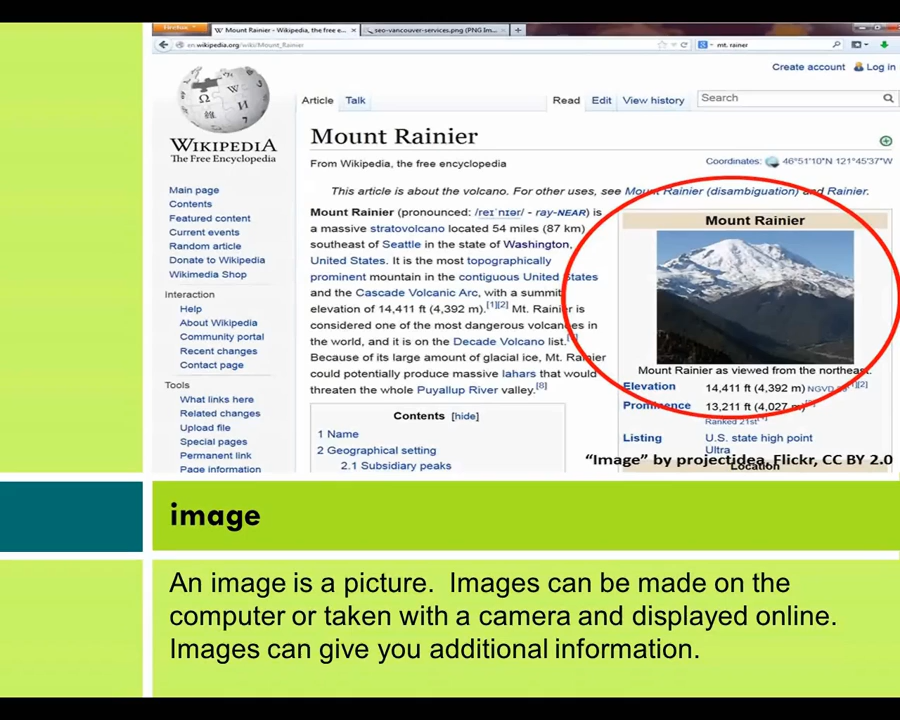 Firefox
Mount Rainier - Wikipedia, the free e...
seo-vancouver-services.png (PNG Im...
en.wikipedia.org/wiki/Mount_Rainier
mt. rainer
Create account Log in
Article Talk Read Edit View history Search
WIKIPEDIA
The Free Encyclopedia
Main page
Contents
Featured content
Current events
Random article
Donate to Wikipedia
Wikimedia Shop
Interaction
Help
About Wikipedia
Community portal
Recent changes
Contact page
Tools
What links here
Related changes
Upload file
Special pages
Permanent link
Page information
Mount Rainier
From Wikipedia, the free encyclopedia
Coordinates: 46°51′10″N 121°45′37″W
This article is about the volcano. For other uses, see Mount Rainier (disambiguation) and Rainier.
Mount Rainier (pronounced: /reɪˈnɪər/ - ray-NEAR) is
a massive stratovolcano located 54 miles (87 km)
southeast of Seattle in the state of Washington,
United States. It is the most topographically
prominent mountain in the contiguous United States
and the Cascade Volcanic Arc, with a summit
elevation of 14,411 ft (4,392 m).[1][2] Mt. Rainier is
considered one of the most dangerous volcanoes in
the world, and it is on the Decade Volcano list.
Because of its large amount of glacial ice, Mt. Rainier
could potentially produce massive lahars that would
threaten the whole Puyallup River valley.[8]
Contents [hide]
1 Name
2 Geographical setting
2.1 Subsidiary peaks
Mount Rainier
Mount Rainier as viewed from the northeast.
Elevation 14,411 ft (4,392 m) NGVD [1][2]
Prominence 13,211 ft (4,027 m)
Ranked 21st
Listing U.S. state high point
Ultra
Location
“Image” by projectidea, Flickr, CC BY 2.0
image
An image is a picture. Images can be made on the
computer or taken with a camera and displayed online.
Images can give you additional information.